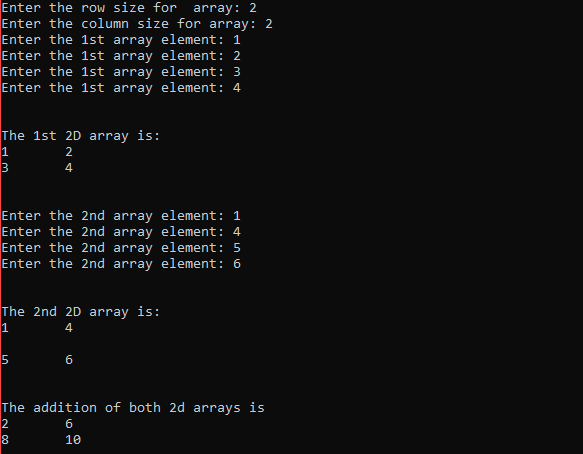 Enter the row size for  array: 2
Enter the column size for array: 2
Enter the 1st array element: 1
Enter the 1st array element: 2
Enter the 1st array element: 3
Enter the 1st array element: 4
The 1st 2D array is:
1       2
3       4
Enter the 2nd array element: 1
Enter the 2nd array element: 4
Enter the 2nd array element: 5
Enter the 2nd array element: 6
The 2nd 2D array is:
1       4
5       6
The addition of both 2d arrays is
2       6
8       10